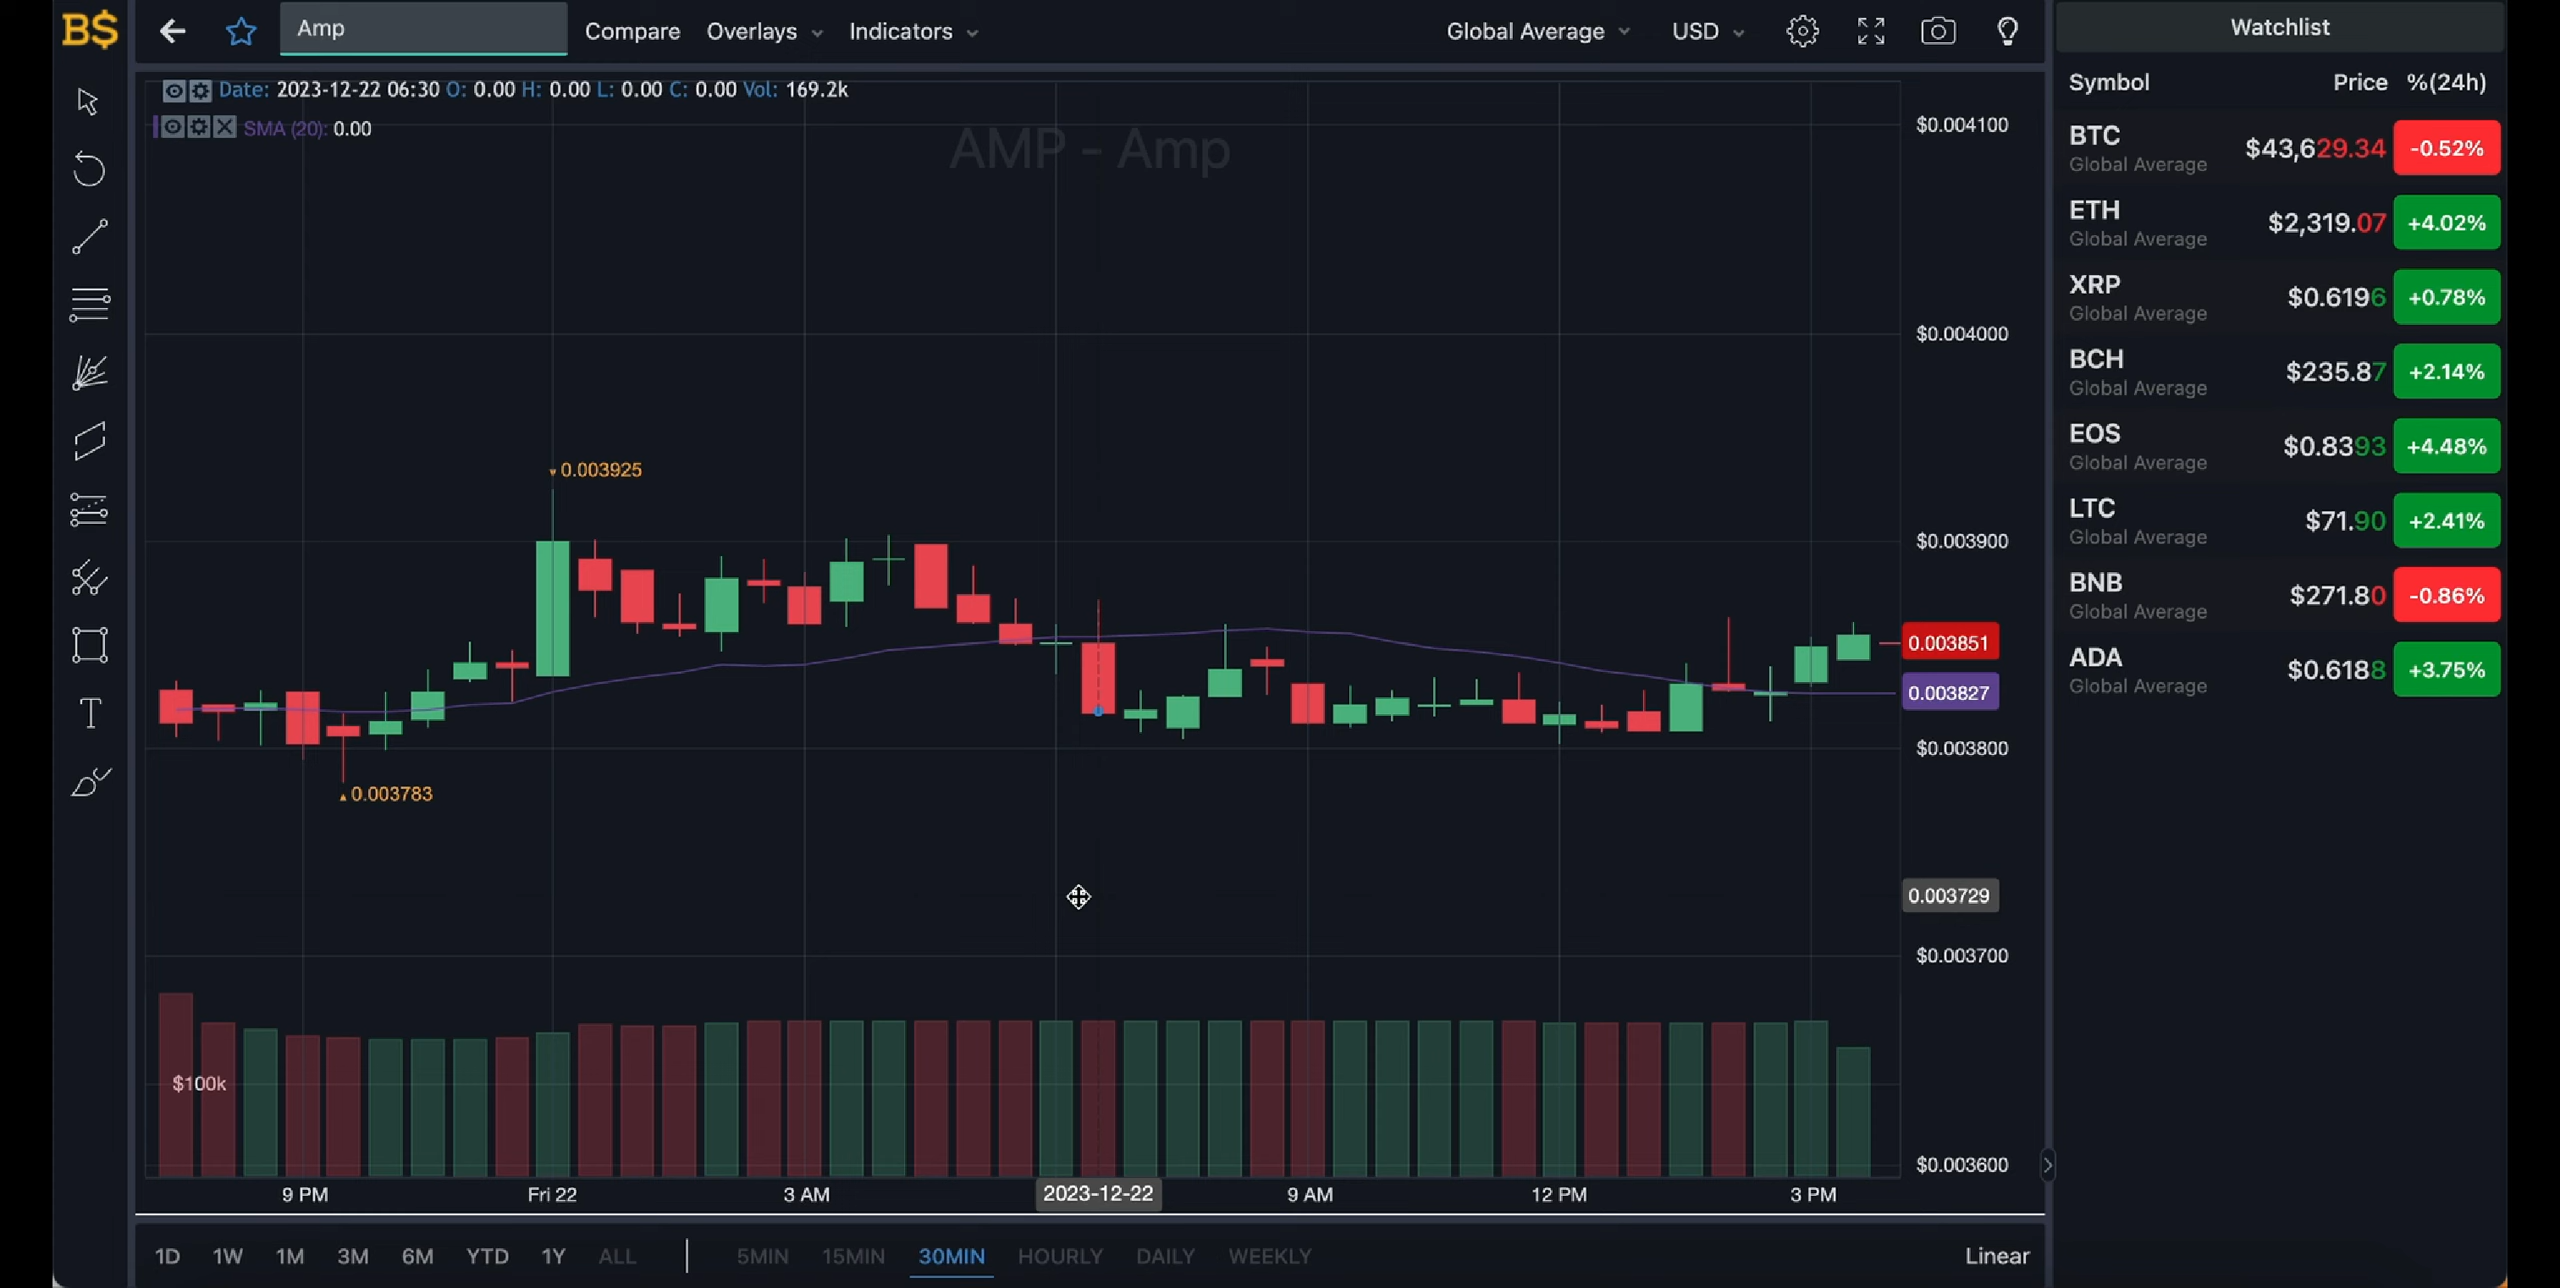 B$
Amp
Compare
Overlays
Indicators
Global Average
USD
Date: 2023-12-22 06:30 O: 0.00 H: 0.00 L: 0.00 C: 0.00 Vol: 169.2k
SMA (20): 0.00
AMP - Amp
0.003925
0.003783
$0.004100
$0.004000
$0.003900
0.003851
0.003827
$0.003800
0.003729
$0.003700
$0.003600
$100k
9 PM
Fri 22
3 AM
2023-12-22
9 AM
12 PM
3 PM
1D 1W 1M 3M 6M YTD 1Y ALL
5MIN 15MIN 30MIN HOURLY DAILY WEEKLY
Linear
Watchlist
Symbol Price %(24h)
BTC $43,629.34 -0.52%
Global Average
ETH $2,319.07 +4.02%
Global Average
XRP $0.6196 +0.78%
Global Average
BCH $235.87 +2.14%
Global Average
EOS $0.8393 +4.48%
Global Average
LTC $71.90 +2.41%
Global Average
BNB $271.80 -0.86%
Global Average
ADA $0.6188 +3.75%
Global Average
T